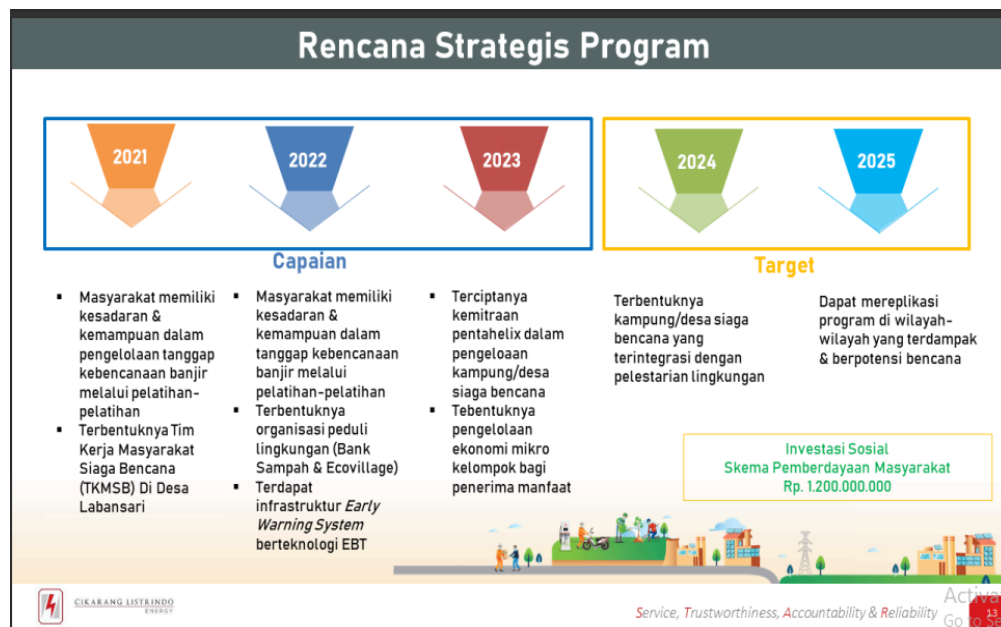 Rencana Strategis Program
2021
2022
2023
2024
2025
Capaian
Target
▪ Masyarakat memiliki
kesadaran &
kemampuan dalam
pengelolaan tanggap
kebencanaan banjir
melalui pelatihan-
pelatihan
▪ Terbentuknya Tim
Kerja Masyarakat
Siaga Bencana
(TKMSB) Di Desa
Labansari
▪ Masyarakat memiliki
kesadaran &
kemampuan dalam
tanggap kebencanaan
banjir melalui
pelatihan-pelatihan
▪ Terbentuknya
organisasi peduli
lingkungan (Bank
Sampah & Ecovillage)
▪ Terdapat
infrastruktur Early
Warning System
berteknologi EBT
▪ Terciptanya
kemitraan
pentahelix dalam
pengeloaan
kampung/desa
siaga bencana
▪ Tebentuknya
pengelolaan
ekonomi mikro
kelompok bagi
penerima manfaat
Terbentuknya
kampung/desa siaga
bencana yang
terintegrasi dengan
pelestarian lingkungan
Dapat mereplikasi
program di wilayah-
wilayah yang terdampak
& berpotensi bencana
Investasi Sosial
Skema Pemberdayaan Masyarakat
Rp. 1.200.000.000
CIKARANG LISTRINDO
ENERGY
Service, Trustworthiness, Accountability & Reliability
13
Go to